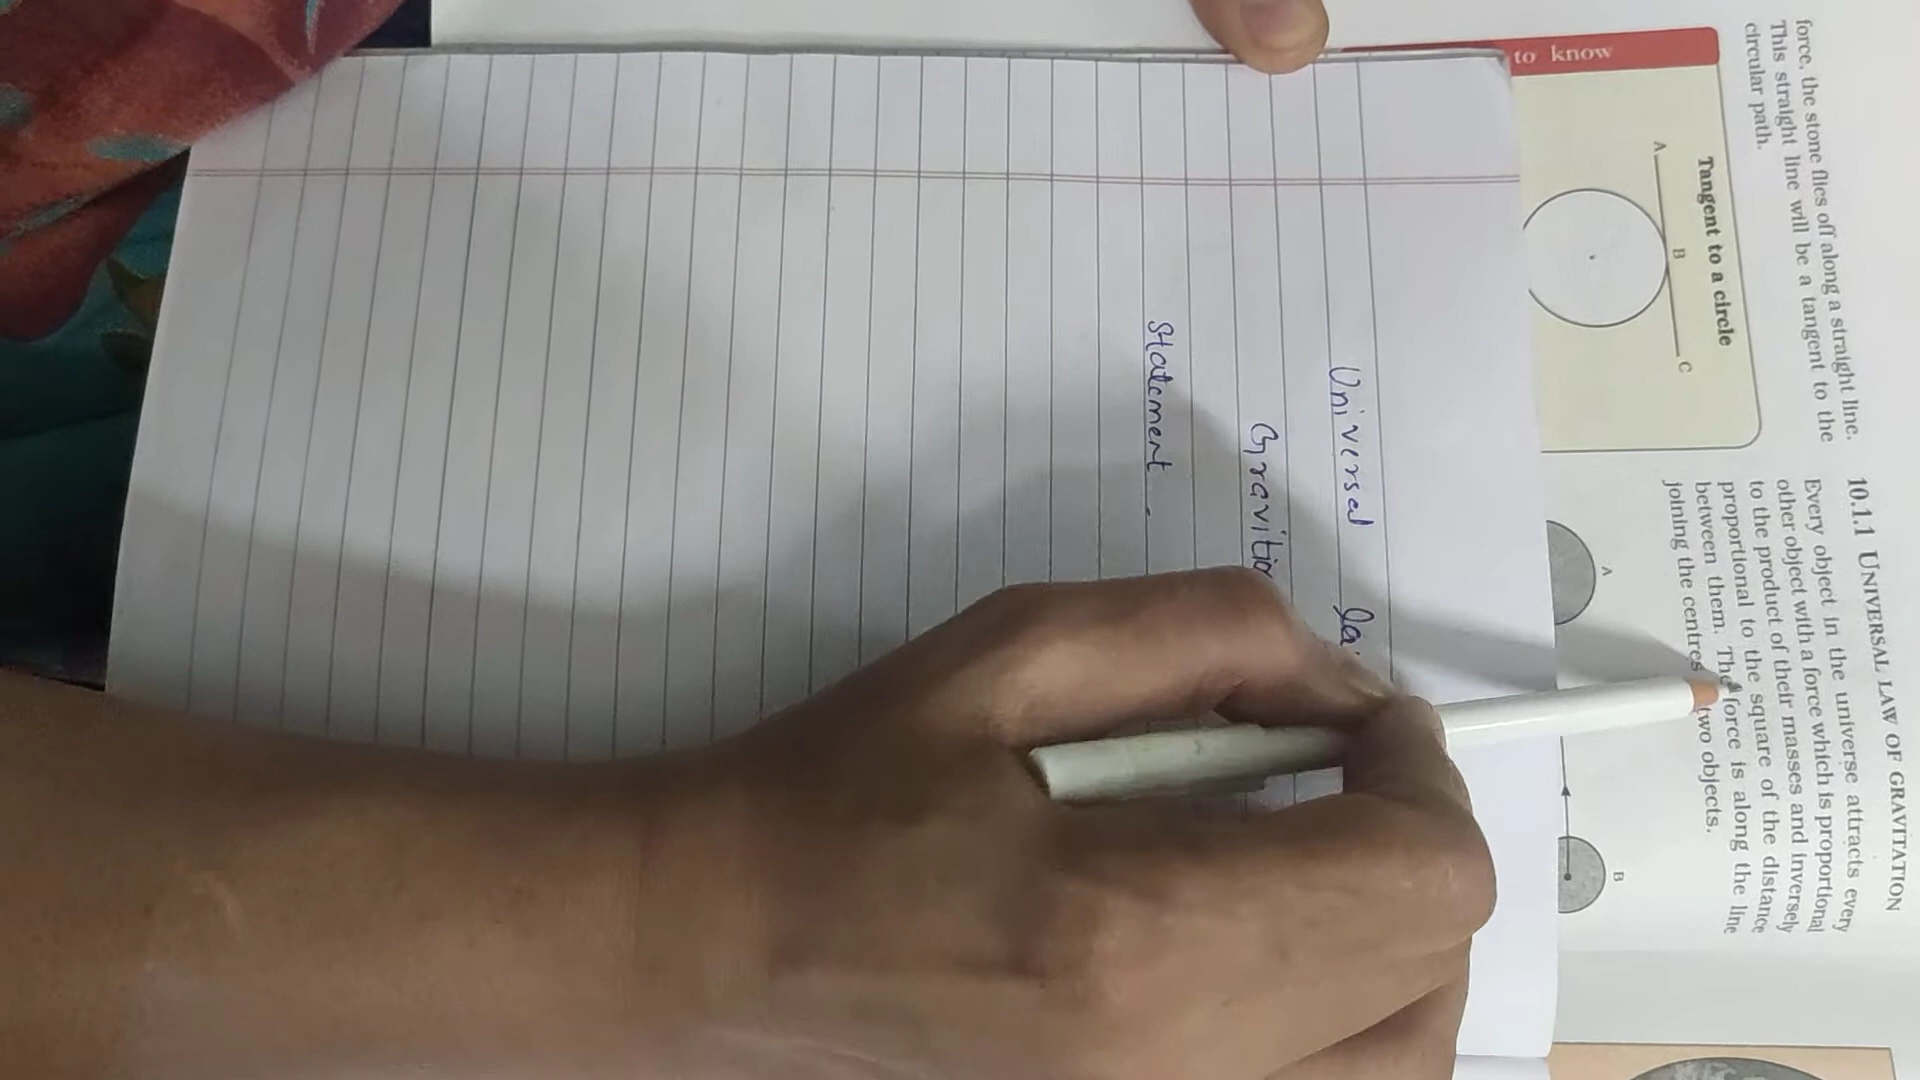 force, the stone flies off along a straight line.
This straight line will be a tangent to the
circular path.
to know
Tangent to a circle
A
B
C
10.1.1 UNIVERSAL LAW OF GRAVITATION
Every object in the universe attracts every
other object with a force which is proportional
to the product of their masses and inversely
proportional to the square of the distance
between them. The force is along the line
joining the centres two objects.
A
B
Universal
Statement -